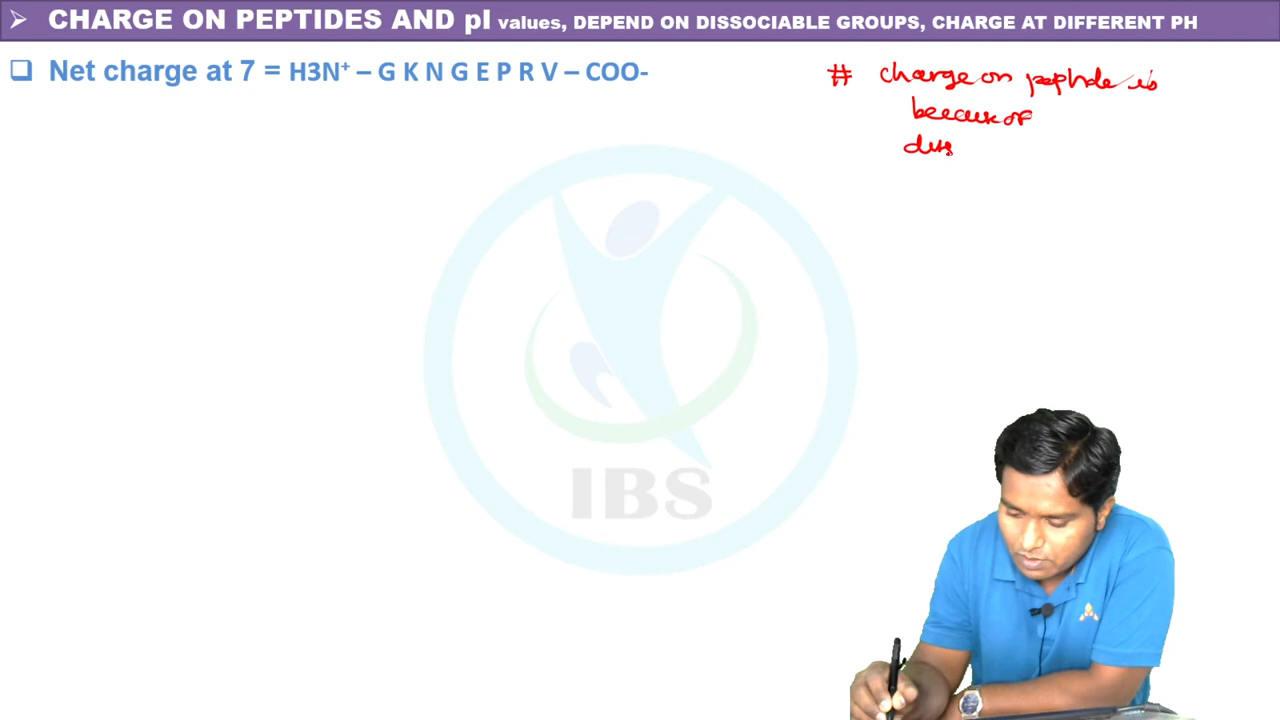 CHARGE ON PEPTIDES AND pI values, DEPEND ON DISSOCIABLE GROUPS, CHARGE AT DIFFERENT PH
Net charge at 7 = H3N⁺ – G K N G E P R V – COO-
# charge on peptide is
because of
IBS